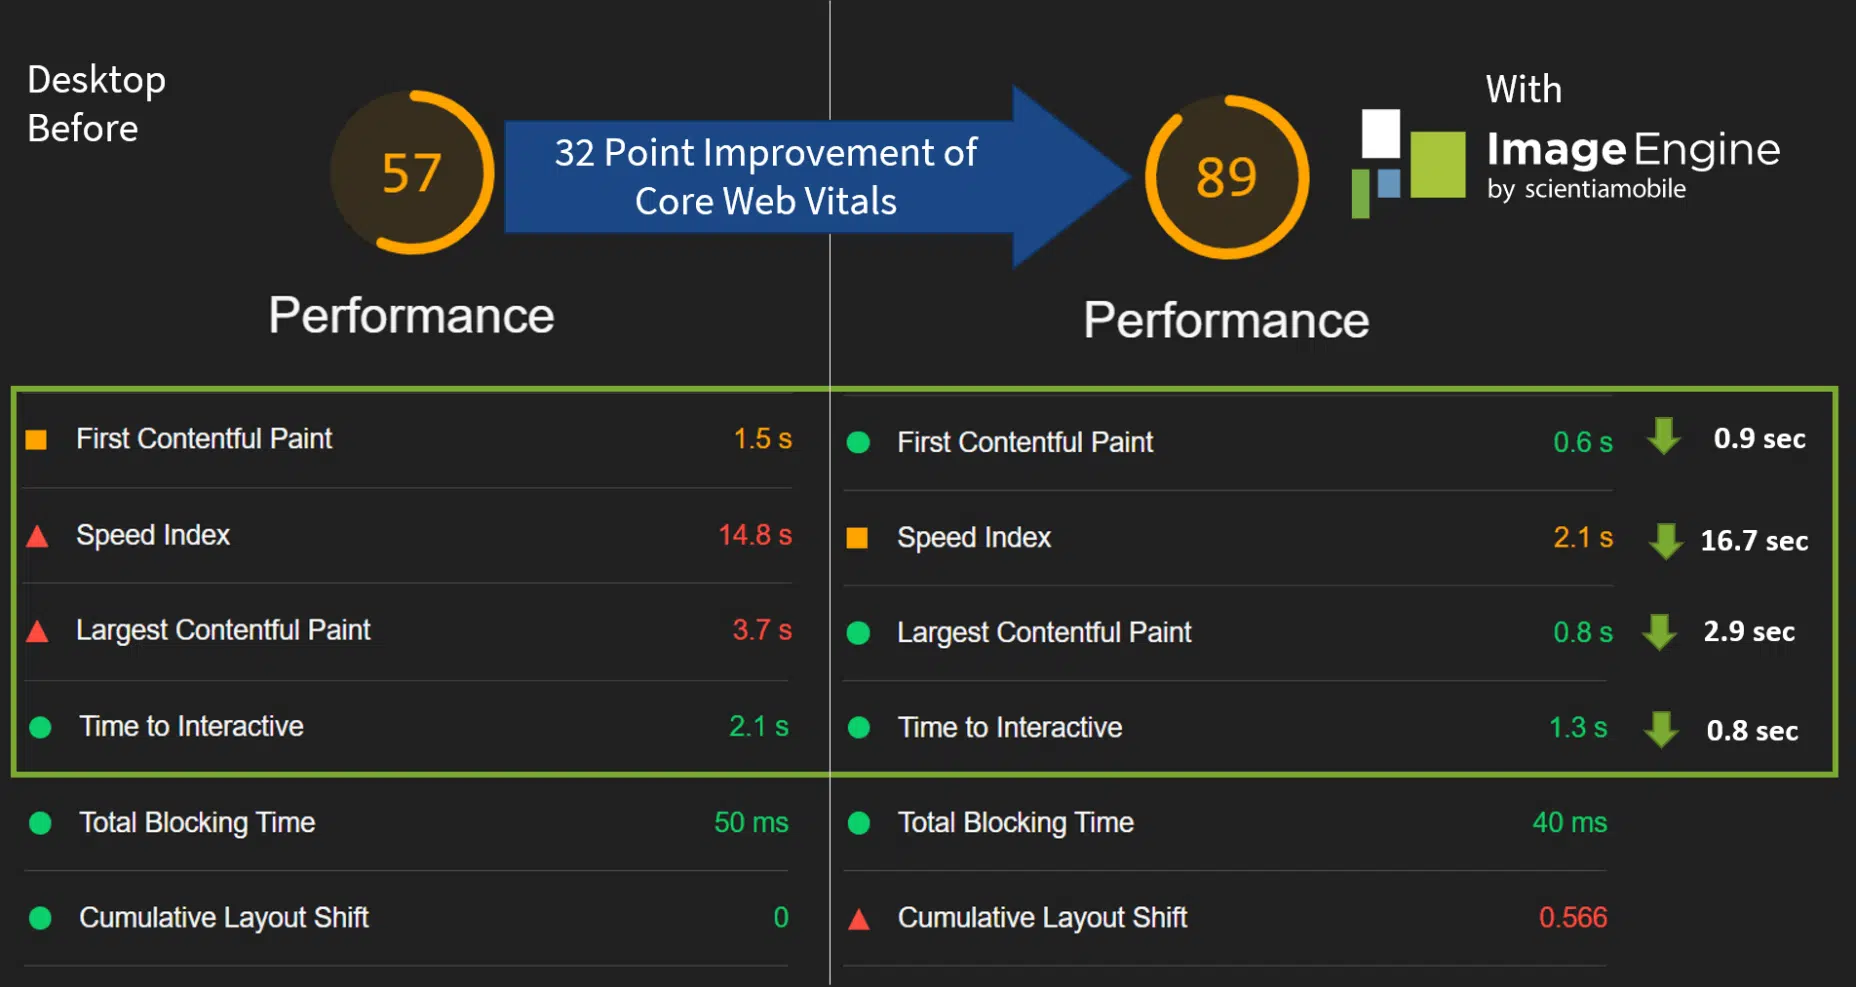 Desktop
Before
57
32 Point Improvement of
Core Web Vitals
89
With
ImageEngine
by scientiamobile
Performance
Performance
First Contentful Paint 1.5 s
Speed Index 14.8 s
Largest Contentful Paint 3.7 s
Time to Interactive 2.1 s
Total Blocking Time 50 ms
Cumulative Layout Shift 0
First Contentful Paint 0.6 s 0.9 sec
Speed Index 2.1 s 16.7 sec
Largest Contentful Paint 0.8 s 2.9 sec
Time to Interactive 1.3 s 0.8 sec
Total Blocking Time 40 ms
Cumulative Layout Shift 0.566